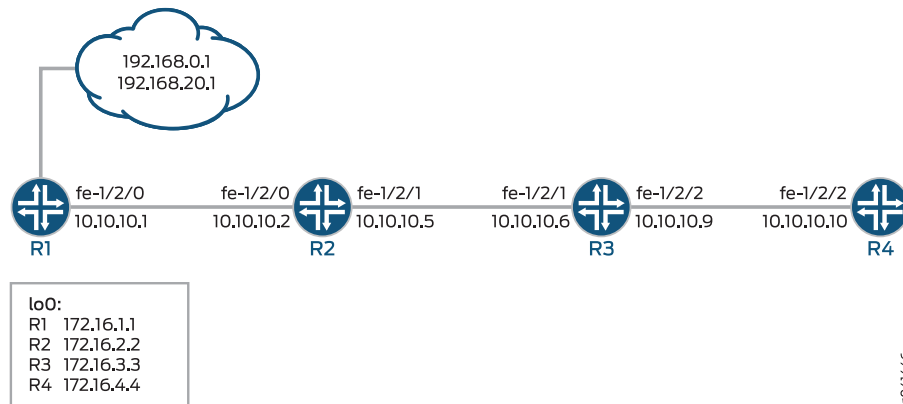 192.168.0.1
192.168.20.1
fe-1/2/0 fe-1/2/0 fe-1/2/1 fe-1/2/1 fe-1/2/2 fe-1/2/2
10.10.10.1 10.10.10.2 10.10.10.5 10.10.10.6 10.10.10.9 10.10.10.10
R1 R2 R3 R4
lo0:
R1 172.16.1.1
R2 172.16.2.2
R3 172.16.3.3
R4 172.16.4.4